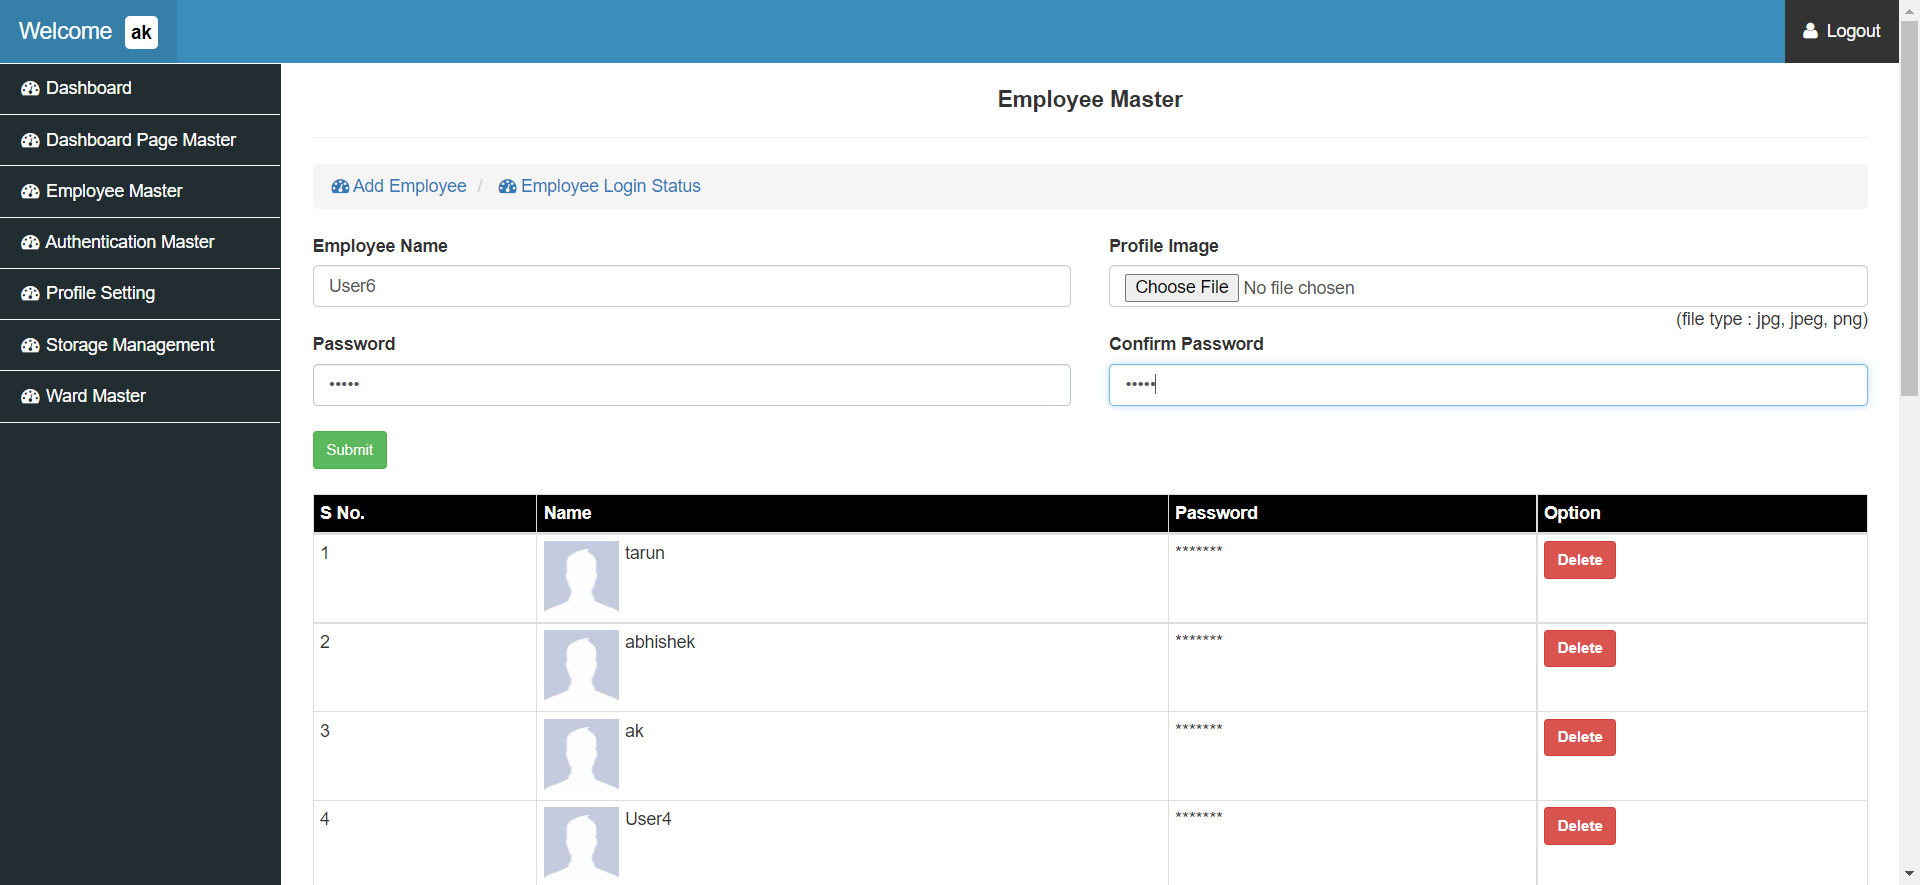 Welcome ak
Logout
Dashboard
Dashboard Page Master
Employee Master
Authentication Master
Profile Setting
Storage Management
Ward Master
Employee Master
Add Employee / Employee Login Status
Employee Name
User6
Profile Image
Choose File No file chosen
(file type : jpg, jpeg, png)
Password
•••••
Confirm Password
•••••
Submit
S No. Name Password Option
1 tarun ******* Delete
2 abhishek ******* Delete
3 ak ******* Delete
4 User4 ******* Delete